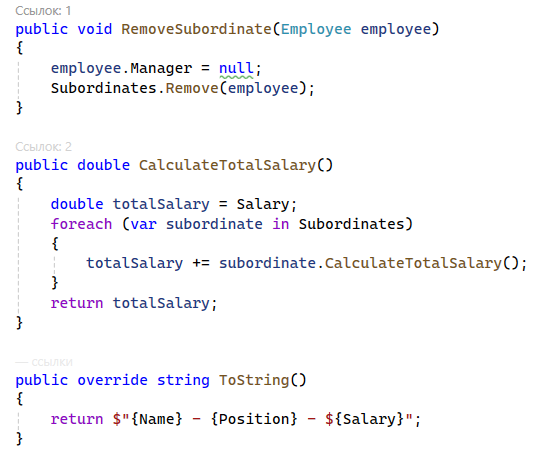 Ссылок: 1
public void RemoveSubordinate(Employee employee)
{
employee.Manager = null;
Subordinates.Remove(employee);
}
Ссылок: 2
public double CalculateTotalSalary()
{
double totalSalary = Salary;
foreach (var subordinate in Subordinates)
{
totalSalary += subordinate.CalculateTotalSalary();
}
return totalSalary;
}
— ссылки
public override string ToString()
{
return $"{Name} - {Position} - ${Salary}";
}